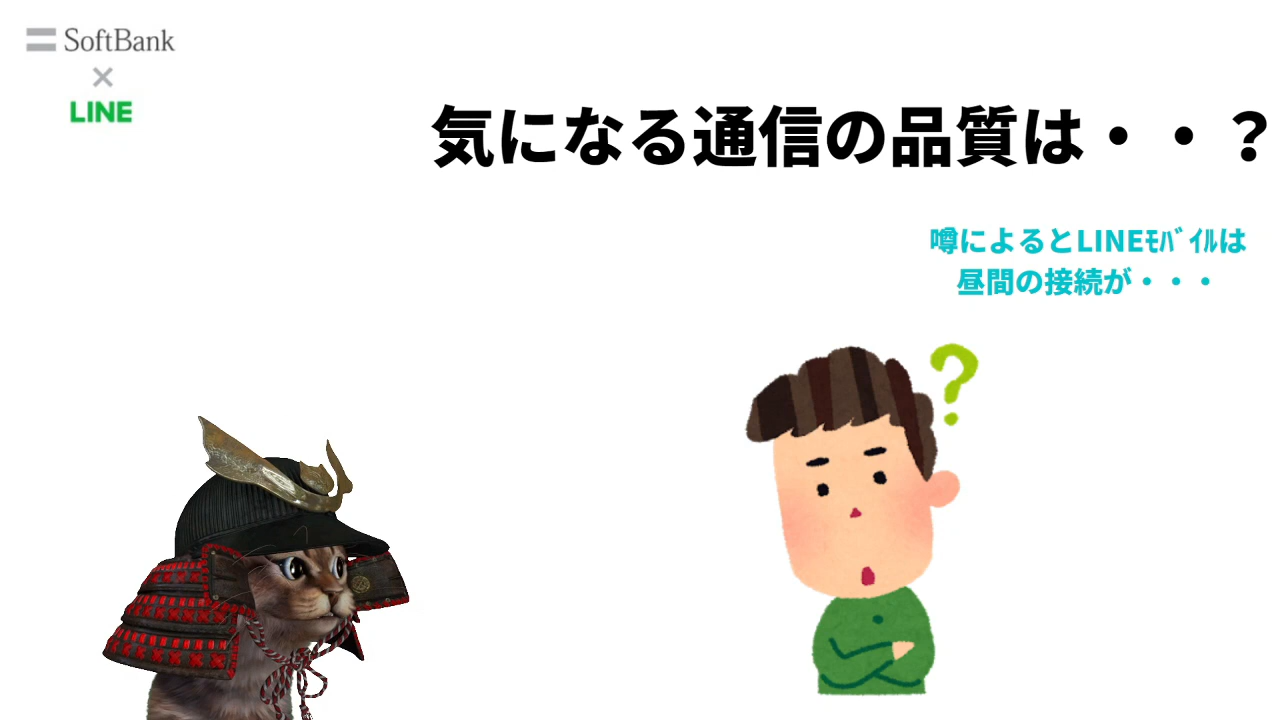 SoftBank
×
LINE
気になる通信の品質は・・？
噂によるとLINEﾓﾊﾞｲﾙは
昼間の接続が・・・
?